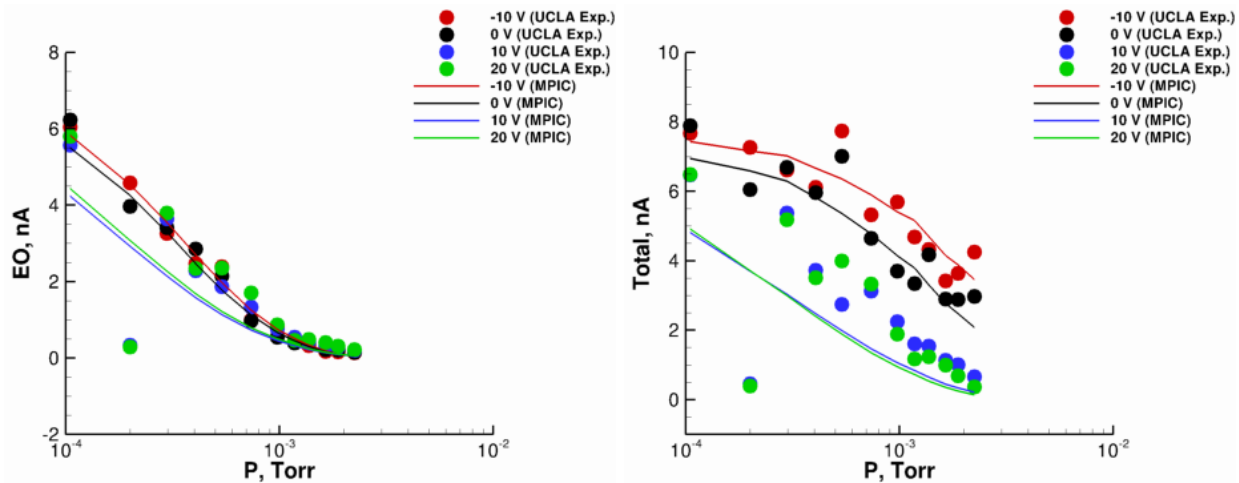 -10 V (UCLA Exp.)
0 V (UCLA Exp.)
10 V (UCLA Exp.)
20 V (UCLA Exp.)
-10 V (MPIC)
0 V (MPIC)
10 V (MPIC)
20 V (MPIC)
8
6
4
2
0
-2
EO, nA
10⁻⁴
10⁻³
10⁻²
P, Torr
-10 V (UCLA Exp.)
0 V (UCLA Exp.)
10 V (UCLA Exp.)
20 V (UCLA Exp.)
-10 V (MPIC)
0 V (MPIC)
10 V (MPIC)
20 V (MPIC)
10
8
6
4
2
0
Total, nA
10⁻⁴
10⁻³
10⁻²
P, Torr